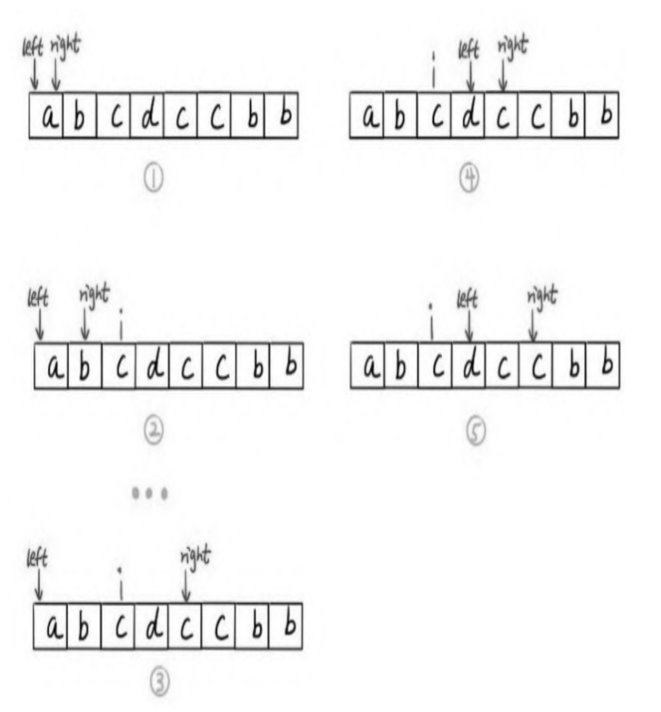 left right
a b c d c c b b
①
left right i
a b c d c c b b
②
...
left i right
a b c d c c b b
③
i left right
a b c d c c b b
④
i left right
a b c d c c b b
⑤